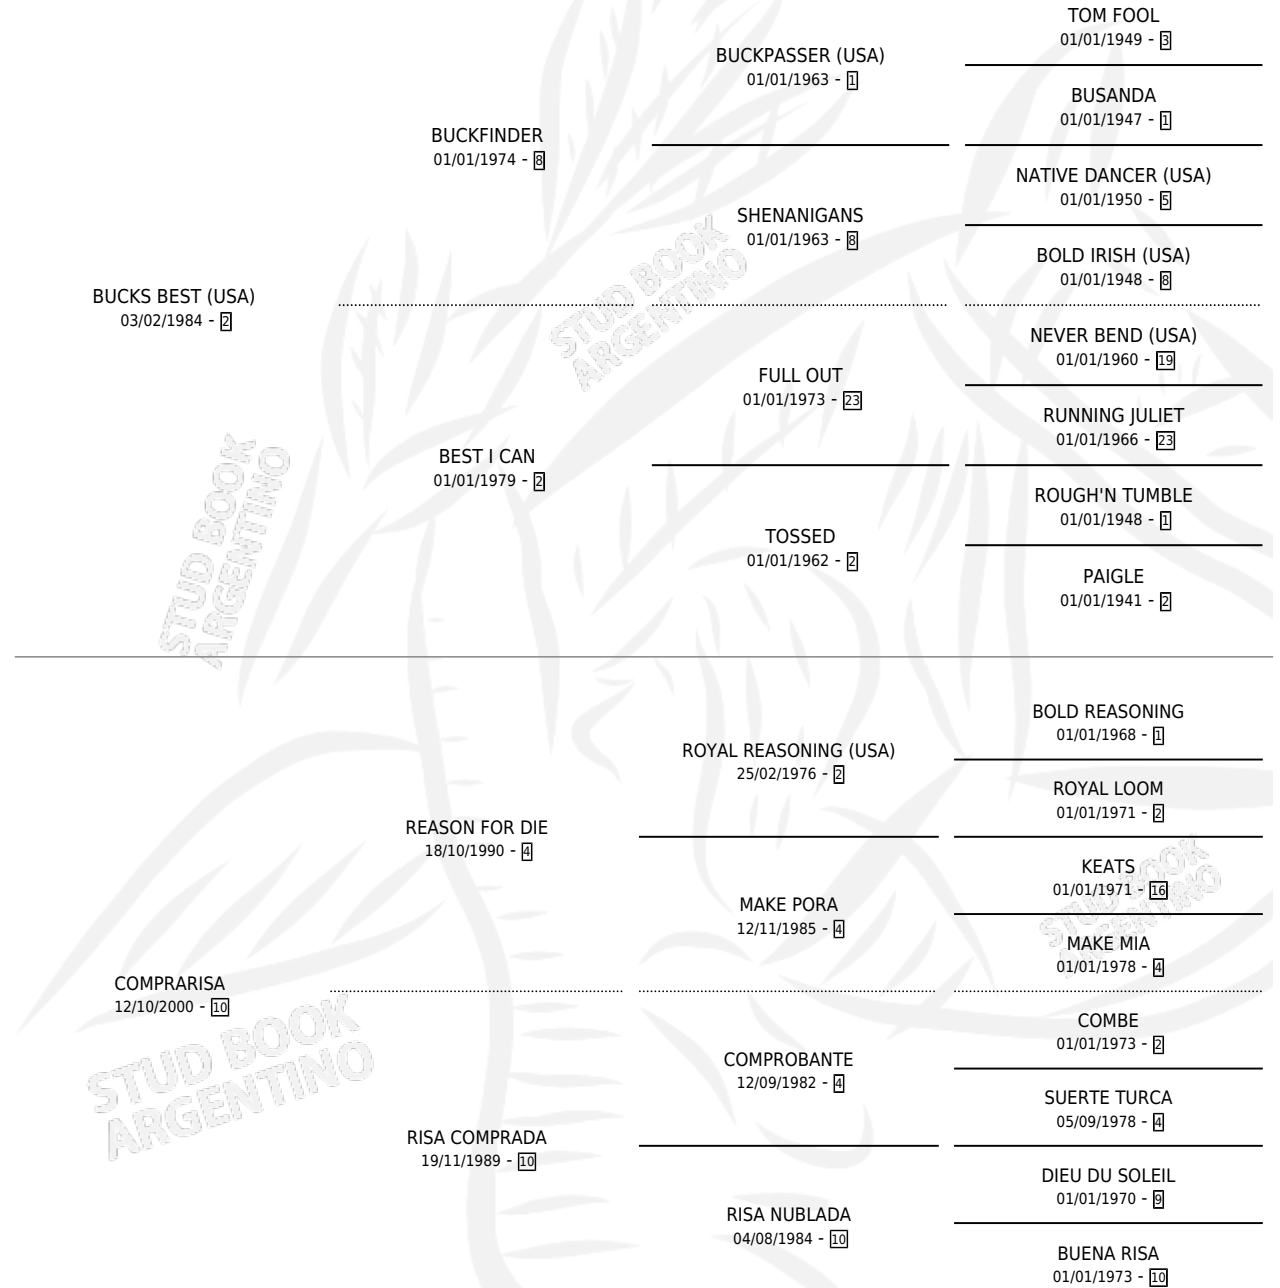 TOM FOOL
01/01/1949 - 3
BUCKPASSER (USA)
01/01/1963 - 1
BUSANDA
01/01/1947 - 1
BUCKFINDER
01/01/1974 - 8
NATIVE DANCER (USA)
01/01/1950 - 5
SHENANIGANS
01/01/1963 - 8
BOLD IRISH (USA)
01/01/1948 - 8
BUCKS BEST (USA)
03/02/1984 - 2
STUD BOOK
ARGENTINO
NEVER BEND (USA)
01/01/1960 - 19
FULL OUT
01/01/1973 - 23
RUNNING JULIET
01/01/1966 - 23
BEST I CAN
01/01/1979 - 2
ROUGH'N TUMBLE
01/01/1948 - 1
TOSSED
01/01/1962 - 2
PAIGLE
01/01/1941 - 2
STUD BOOK
ARGENTINO
BOLD REASONING
01/01/1968 - 1
ROYAL REASONING (USA)
25/02/1976 - 2
ROYAL LOOM
01/01/1971 - 2
REASON FOR DIE
18/10/1990 - 4
KEATS
01/01/1971 - 16
MAKE PORA
12/11/1985 - 4
MAKE MIA
01/01/1978 - 4
STUD BOOK
ARGENTINO
COMPRARISA
12/10/2000 - 10
COMBE
01/01/1973 - 2
COMPROBANTE
12/09/1982 - 4
SUERTE TURCA
05/09/1978 - 4
STUD BOOK
ARGENTINO
RISA COMPRADA
19/11/1989 - 10
DIEU DU SOLEIL
01/01/1970 - 9
RISA NUBLADA
04/08/1984 - 10
BUENA RISA
01/01/1973 - 10